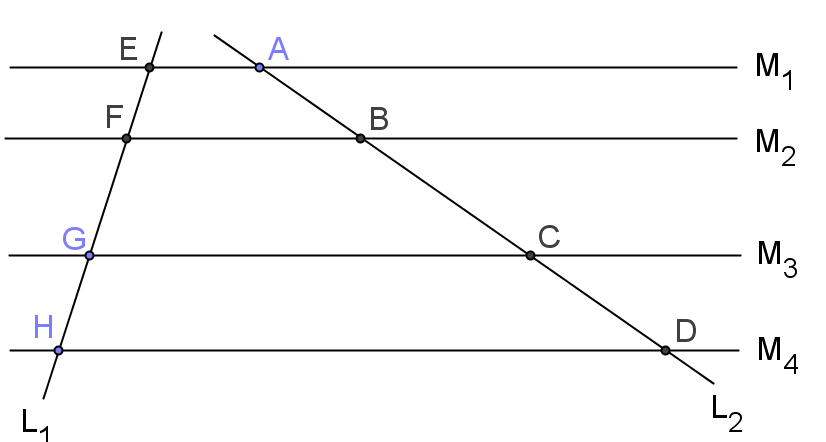 E A M₁
F B M₂
G C M₃
H D M₄
L₁ L₂